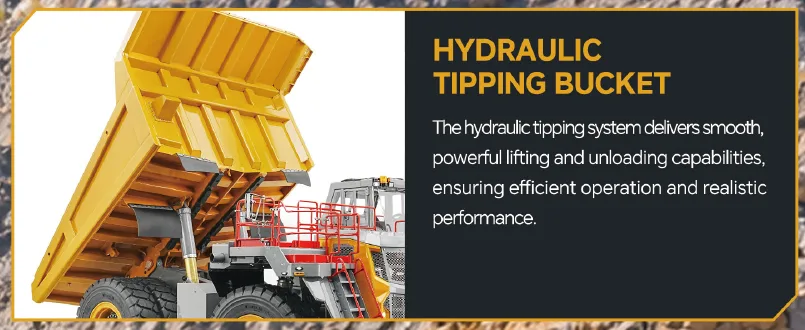 HYDRAULIC
TIPPING BUCKET
The hydraulic tipping system delivers smooth,
powerful lifting and unloading capabilities,
ensuring efficient operation and realistic
performance.